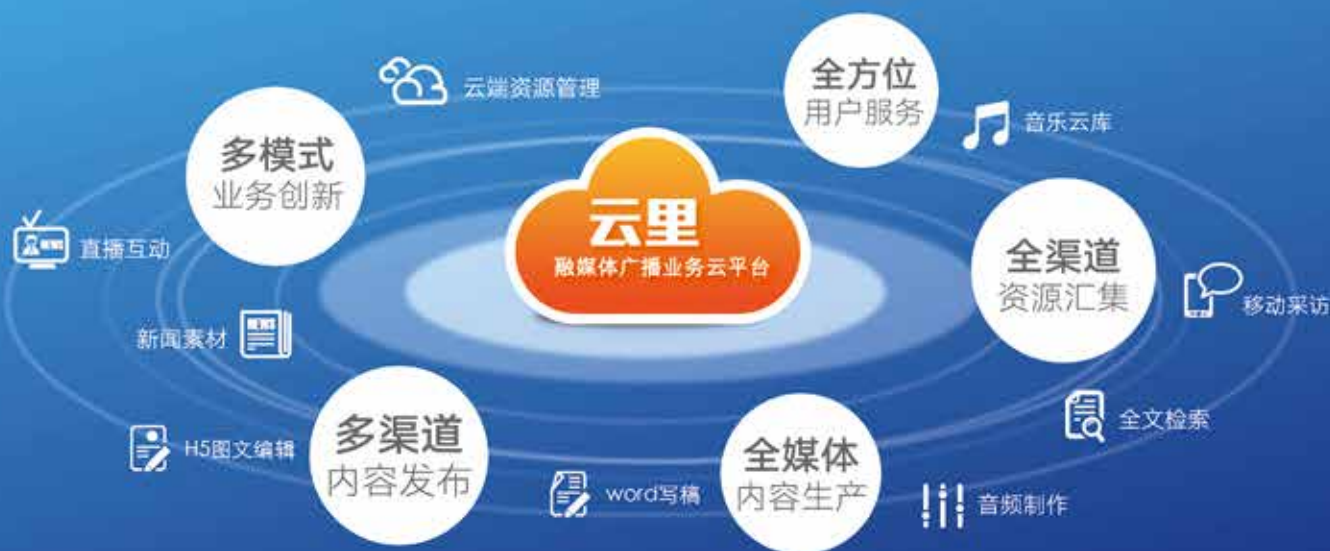 云端资源管理
全方位
用户服务
音乐云库
多模式
业务创新
云里
融媒体广播业务云平台
直播互动
NEWS
全渠道
资源汇集
移动采访
新闻素材
NEWS
多渠道
内容发布
H5图文编辑
全媒体
内容生产
全文检索
word写稿
音频制作